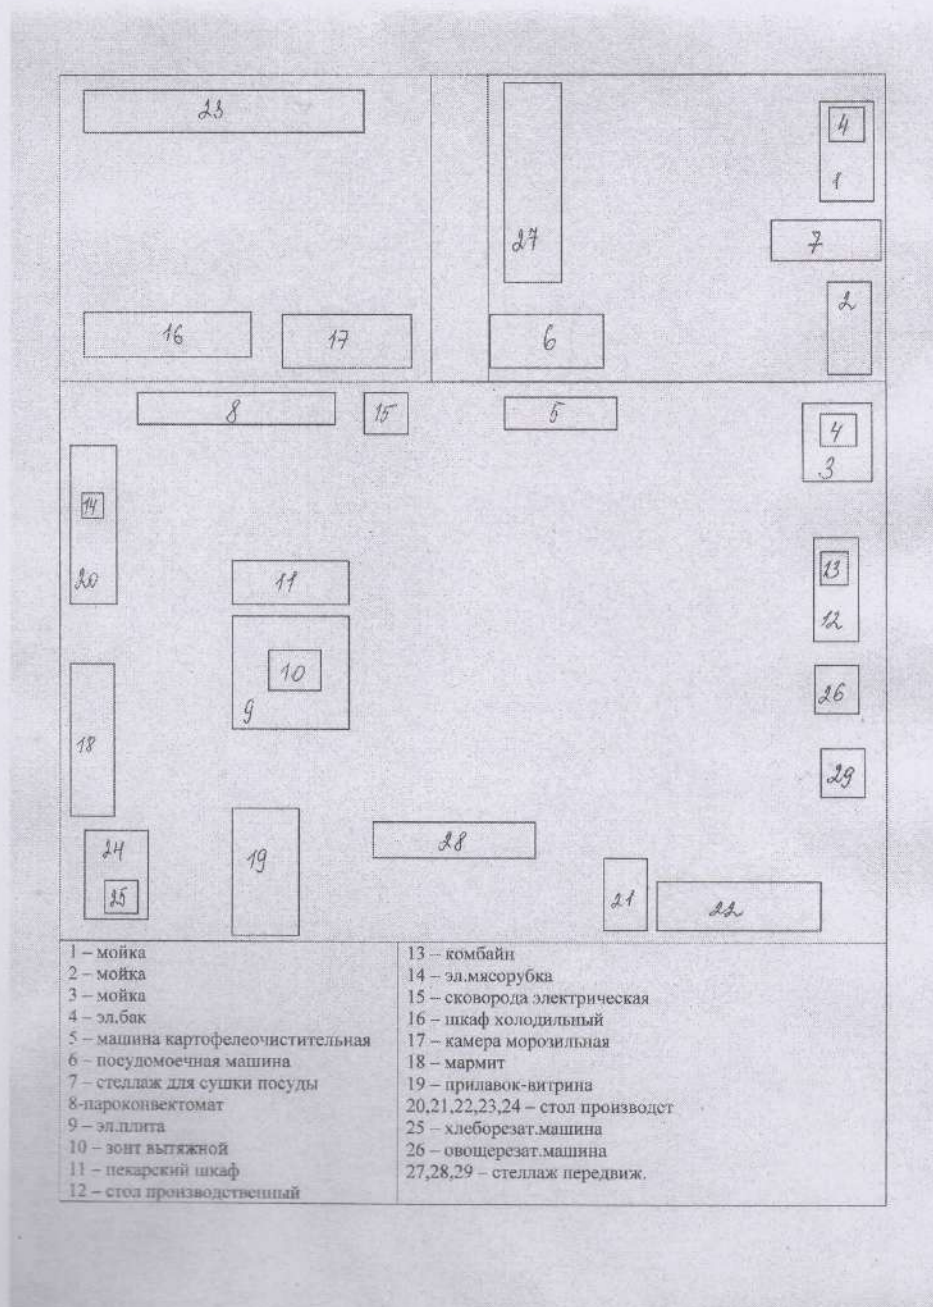 23
27
4
1
7
2
16
17
6
8
15
5
4
3
14
20
11
13
12
10
9
26
18
29
24
25
19
28
21
22
1 – мойка
2 – мойка
3 – мойка
4 – эл.бак
5 – машина картофелеочистительная
6 – посудомоечная машина
7 – стеллаж для сушки посуды
8-пароконвектомат
9 – эл.плита
10 – зонт вытяжной
11 – пекарский шкаф
12 – стол производственный
13 – комбайн
14 – эл.мясорубка
15 – сковорода электрическая
16 – шкаф холодильный
17 – камера морозильная
18 – мармит
19 – прилавок-витрина
20,21,22,23,24 – стол производст
25 – хлеборезат.машина
26 – овощерезат.машина
27,28,29 – стеллаж передвиж.